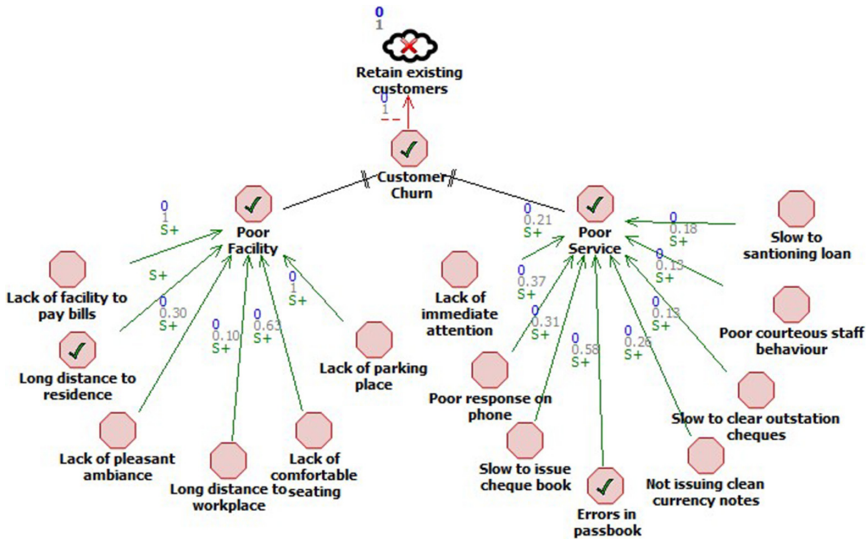 0
1
Retain existing
customers
0
1
--
Customer
Churn
Poor
Facility
Poor
Service
0
1
S+
S+
0
0.30
S+
0
0.10
S+
0
0.63
S+
0
1
S+
0
0.21
S+
0
0.37
S+
0
0.31
S+
0
0.58
S+
0
0.26
S+
0
0.13
S+
0
0.13
S+
0
0.18
S+
Lack of facility to
pay bills
Long distance to
residence
Lack of pleasant
ambiance
Long distance to
workplace
Lack of
comfortable
seating
Lack of parking
place
Lack of
immediate
attention
Poor response on
phone
Slow to issue
cheque book
Errors in
passbook
Not issuing clean
currency notes
Slow to clear outstation
cheques
Poor courteous staff
behaviour
Slow to
santioning loan